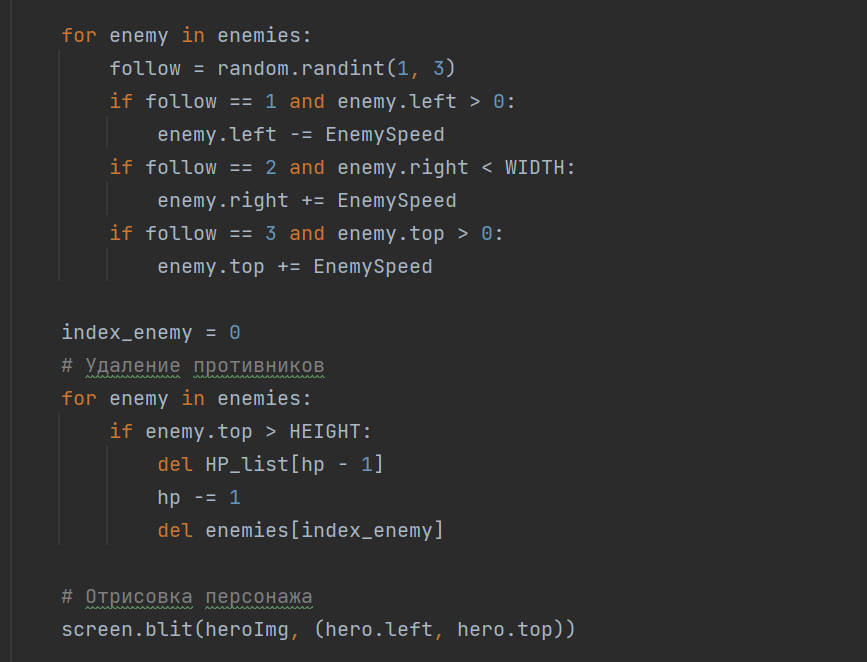 for enemy in enemies:
    follow = random.randint(1, 3)
    if follow == 1 and enemy.left > 0:
        enemy.left -= EnemySpeed
    if follow == 2 and enemy.right < WIDTH:
        enemy.right += EnemySpeed
    if follow == 3 and enemy.top > 0:
        enemy.top += EnemySpeed

index_enemy = 0
# Удаление противников
for enemy in enemies:
    if enemy.top > HEIGHT:
        del HP_list[hp - 1]
        hp -= 1
        del enemies[index_enemy]

# Отрисовка персонажа
screen.blit(heroImg, (hero.left, hero.top))